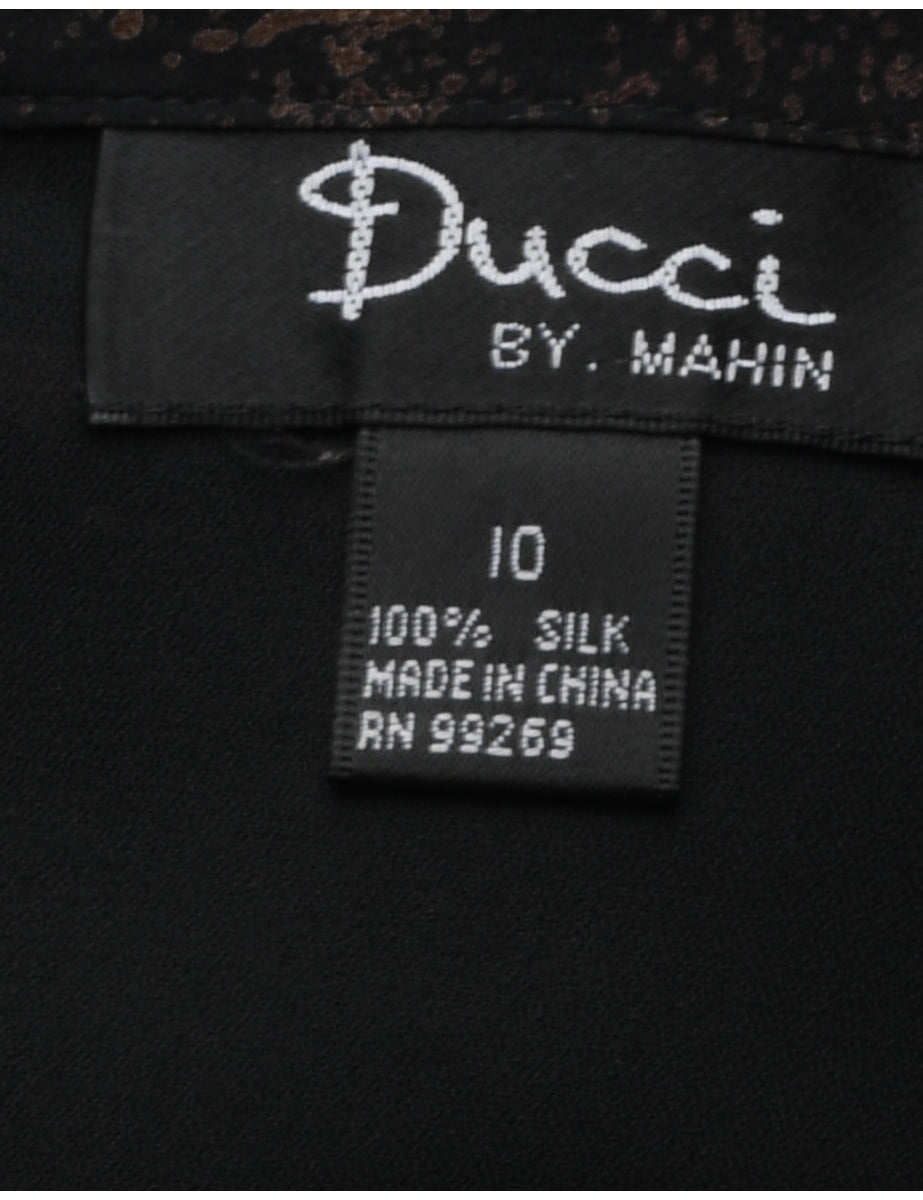 Ducci
BY. MAHIN
10
100% SILK
MADE IN CHINA
RN 99269